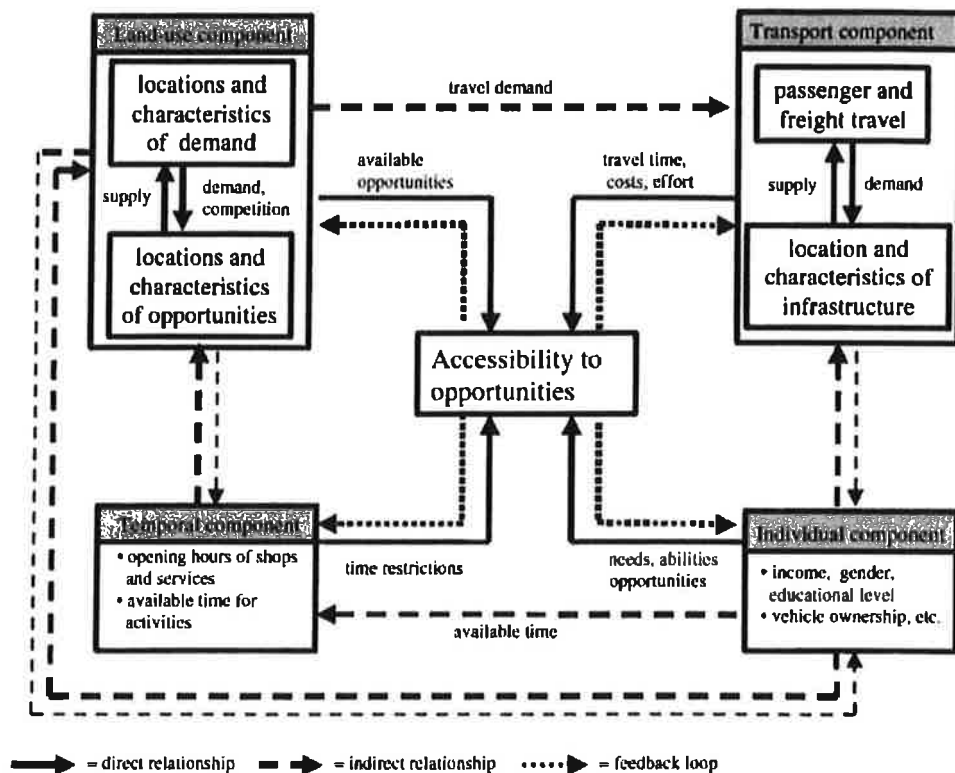 Land-use component
locations and
characteristics
of demand
supply
demand,
competition
locations and
characteristics
of opportunities
travel demand
available
opportunities
travel time,
costs, effort
Transport component
passenger and
freight travel
supply
demand
location and
characteristics of
infrastructure
Accessibility to
opportunities
Temporal component
• opening hours of shops
and services
• available time for
activities
time restrictions
available time
needs, abilities
opportunities
Individual component
• income, gender,
educational level
• vehicle ownership, etc.
= direct relationship
= indirect relationship
= feedback loop